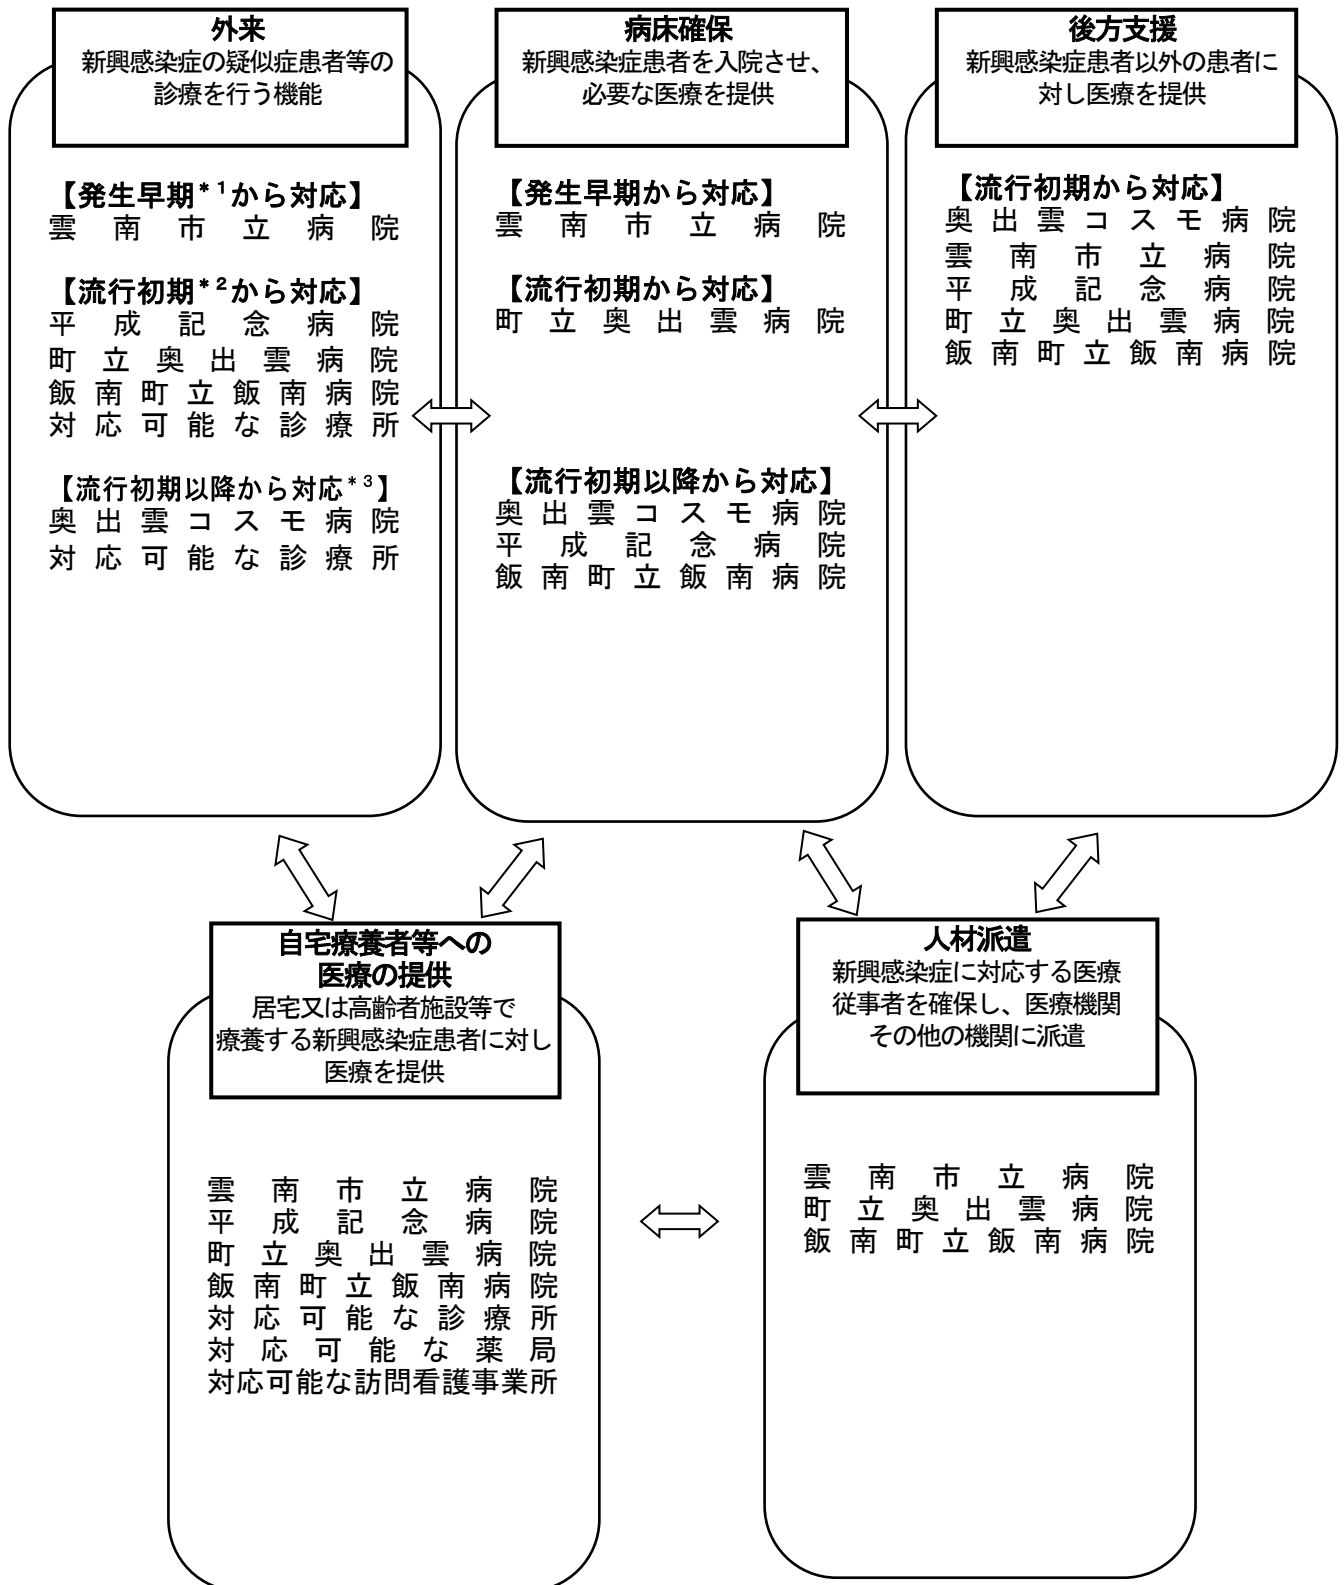 外来
新興感染症の疑似症患者等の
診療を行う機能
【発生早期*1から対応】
雲南市立病院
【流行初期*2から対応】
平成記念病院
町立奥出雲病院
飯南町立飯南病院
対応可能な診療所
【流行初期以降から対応*3】
奥出雲コスモ病院
対応可能な診療所
病床確保
新興感染症患者を入院させ、
必要な医療を提供
【発生早期から対応】
雲南市立病院
【流行初期から対応】
町立奥出雲病院
【流行初期以降から対応】
奥出雲コスモ病院
平成記念病院
飯南町立飯南病院
後方支援
新興感染症患者以外の患者に
対し医療を提供
【流行初期から対応】
奥出雲コスモ病院
雲南市立病院
平成記念病院
町立奥出雲病院
飯南町立飯南病院
自宅療養者等への
医療の提供
居宅又は高齢者施設等で
療養する新興感染症患者に対し
医療を提供
雲南市立病院
平成記念病院
町立奥出雲病院
飯南町立飯南病院
対応可能な診療所
対応可能な薬局
対応可能な訪問看護事業所
人材派遣
新興感染症に対応する医療
従事者を確保し、医療機関
その他の機関に派遣
雲南市立病院
町立奥出雲病院
飯南町立飯南病院